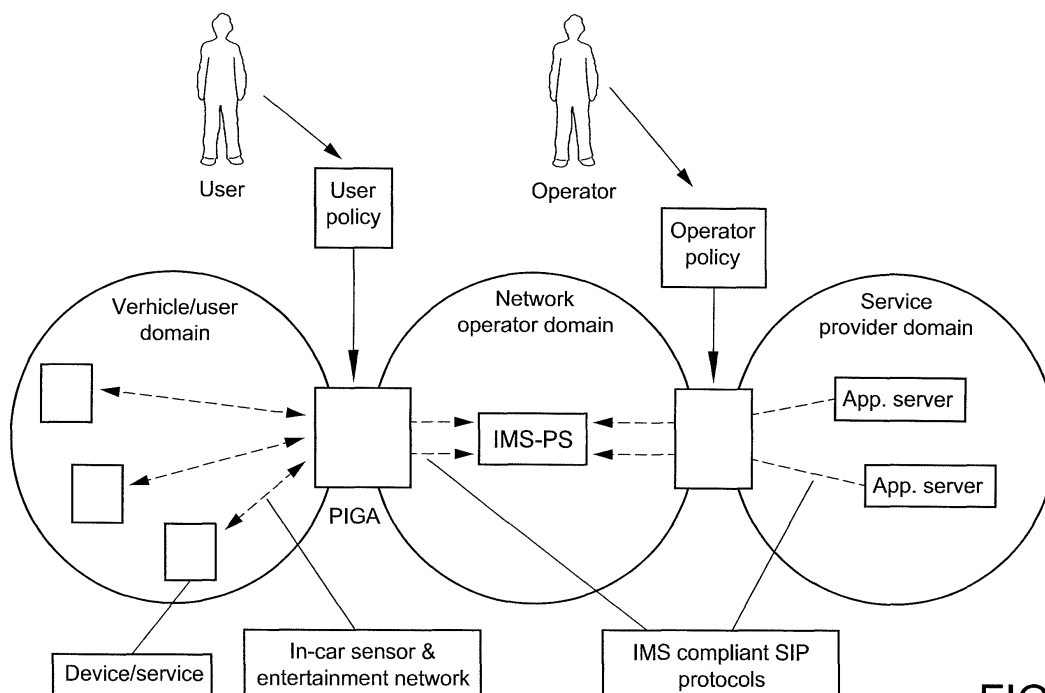 User
User
policy
Operator
Operator
policy
Verhicle/user
domain
Network
operator domain
Service
provider domain
App. server
IMS-PS
App. server
PIGA
Device/service
In-car sensor &
entertainment network
IMS compliant SIP
protocols
FIG